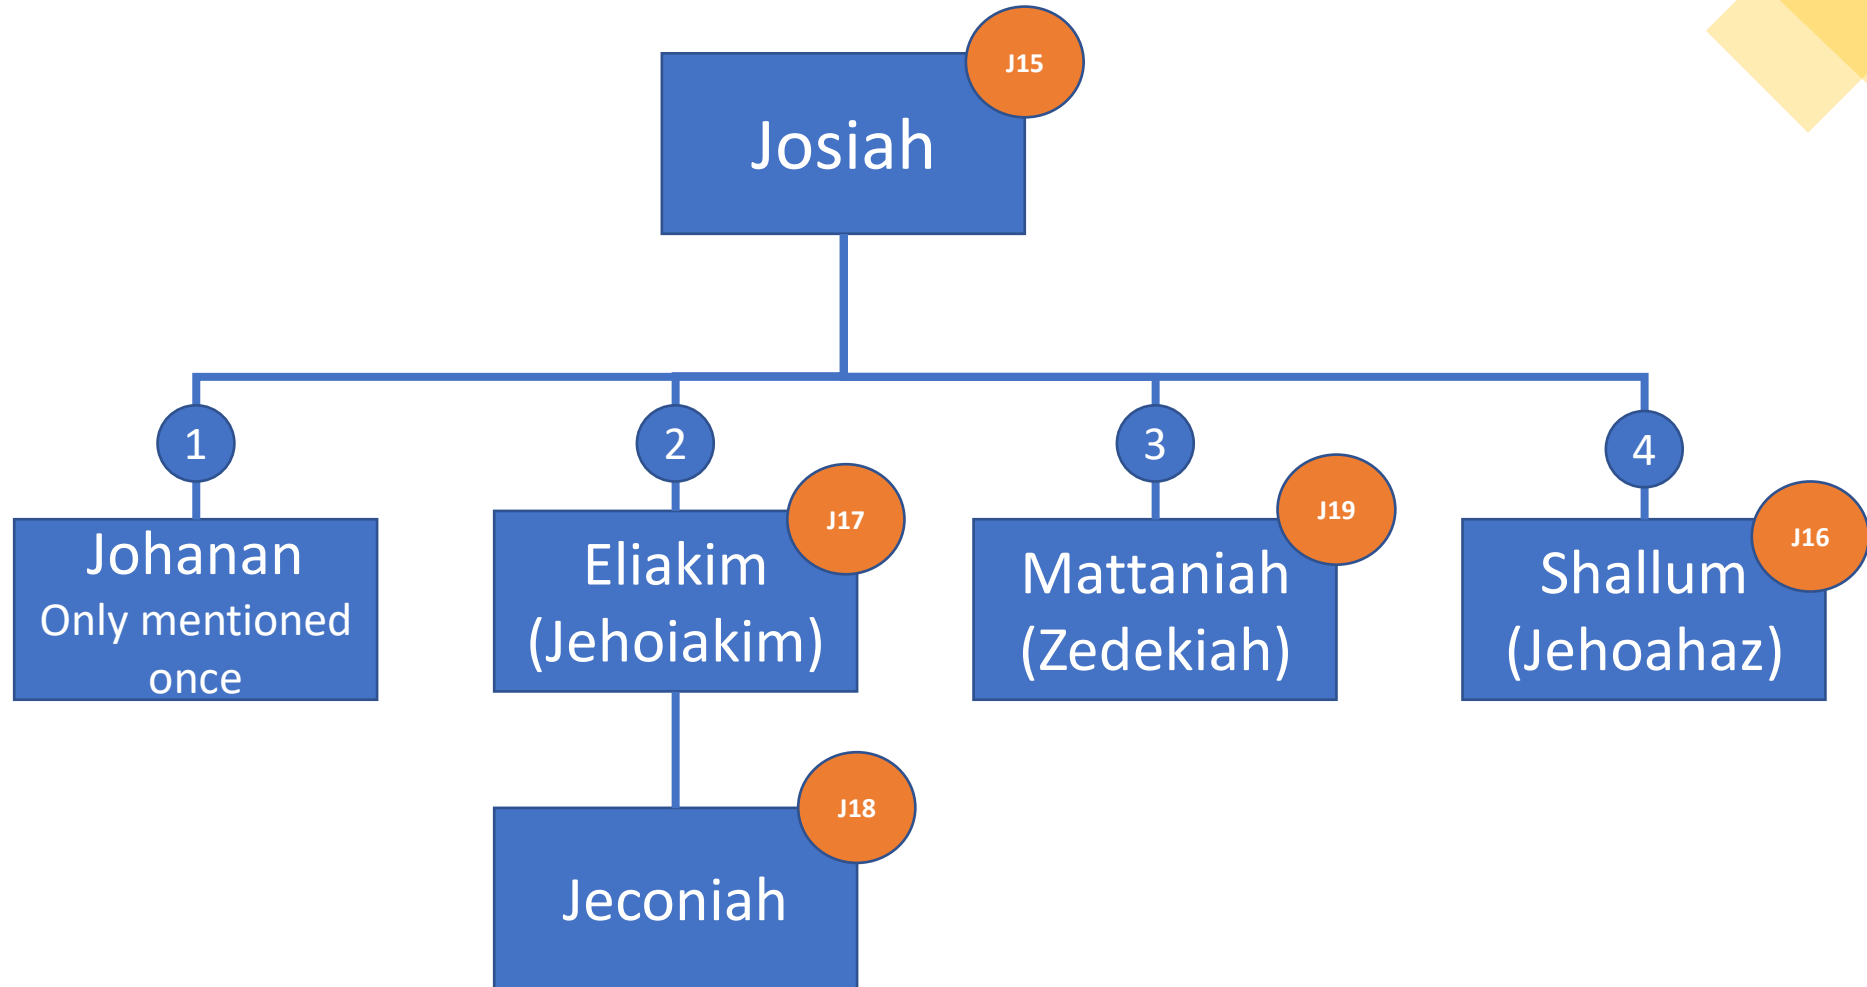 J15
Josiah
1
2
3
4
J17
J19
J16
Johanan
Only mentioned
once
Eliakim
(Jehoiakim)
Mattaniah
(Zedekiah)
Shallum
(Jehoahaz)
J18
Jeconiah